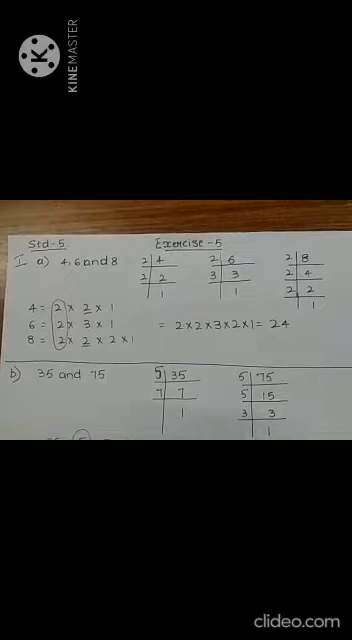 KINEMASTER
Std-5 Exercise-5
I a) 4, 6 and 8
2 4 2 6 2 8
2 2 3 3 2 4
1 1 2 2
1
4 = 2 × 2 × 1
6 = 2 × 3 × 1 = 2×2×3×2×1= 24
8 = 2 × 2 × 2 × 1
b) 35 and 75 5 35 5 75
7 7 5 15
1 3 3
1
clideo.com